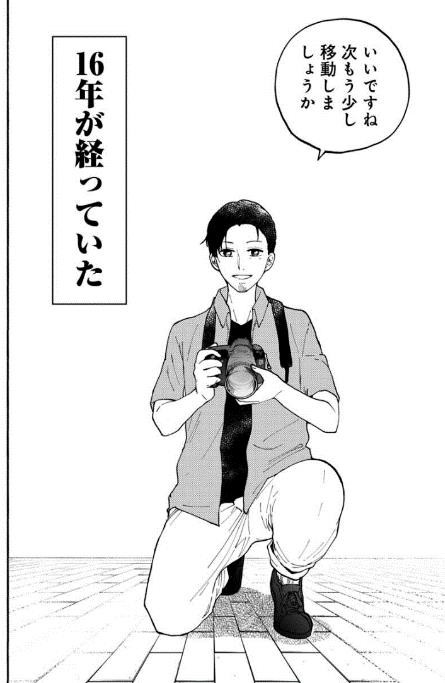 いいですね
次もう少し
移動しま
しょうか
16年が経っていた